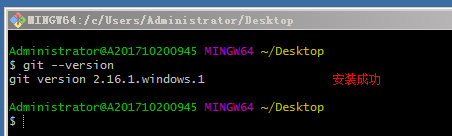 MINGW64:/c/Users/Administrator/Desktop
Administrator@A201710200945 MINGW64 ~/Desktop
$ git --version
git version 2.16.1.windows.1 安装成功
Administrator@A201710200945 MINGW64 ~/Desktop
$